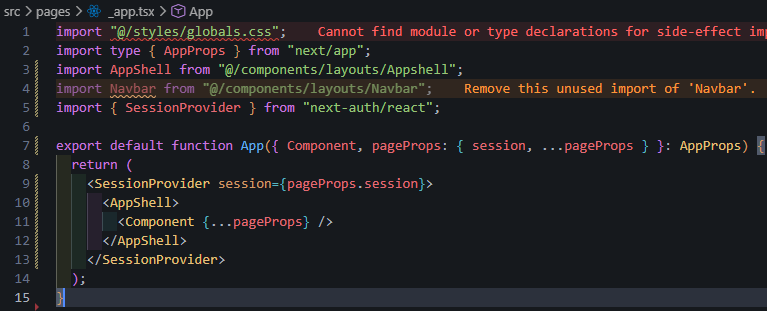 src > pages > _app.tsx > App
1 import "@/styles/globals.css"; Cannot find module or type declarations for side-effect imp
2 import type { AppProps } from "next/app";
3 import AppShell from "@/components/layouts/Appshell";
4 import Navbar from "@/components/layouts/Navbar"; Remove this unused import of 'Navbar'.
5 import { SessionProvider } from "next-auth/react";
6
7 export default function App({ Component, pageProps: { session, ...pageProps } }: AppProps) {
8 return (
9 <SessionProvider session={pageProps.session}>
10 <AppShell>
11 <Component {...pageProps} />
12 </AppShell>
13 </SessionProvider>
14 );
15 }